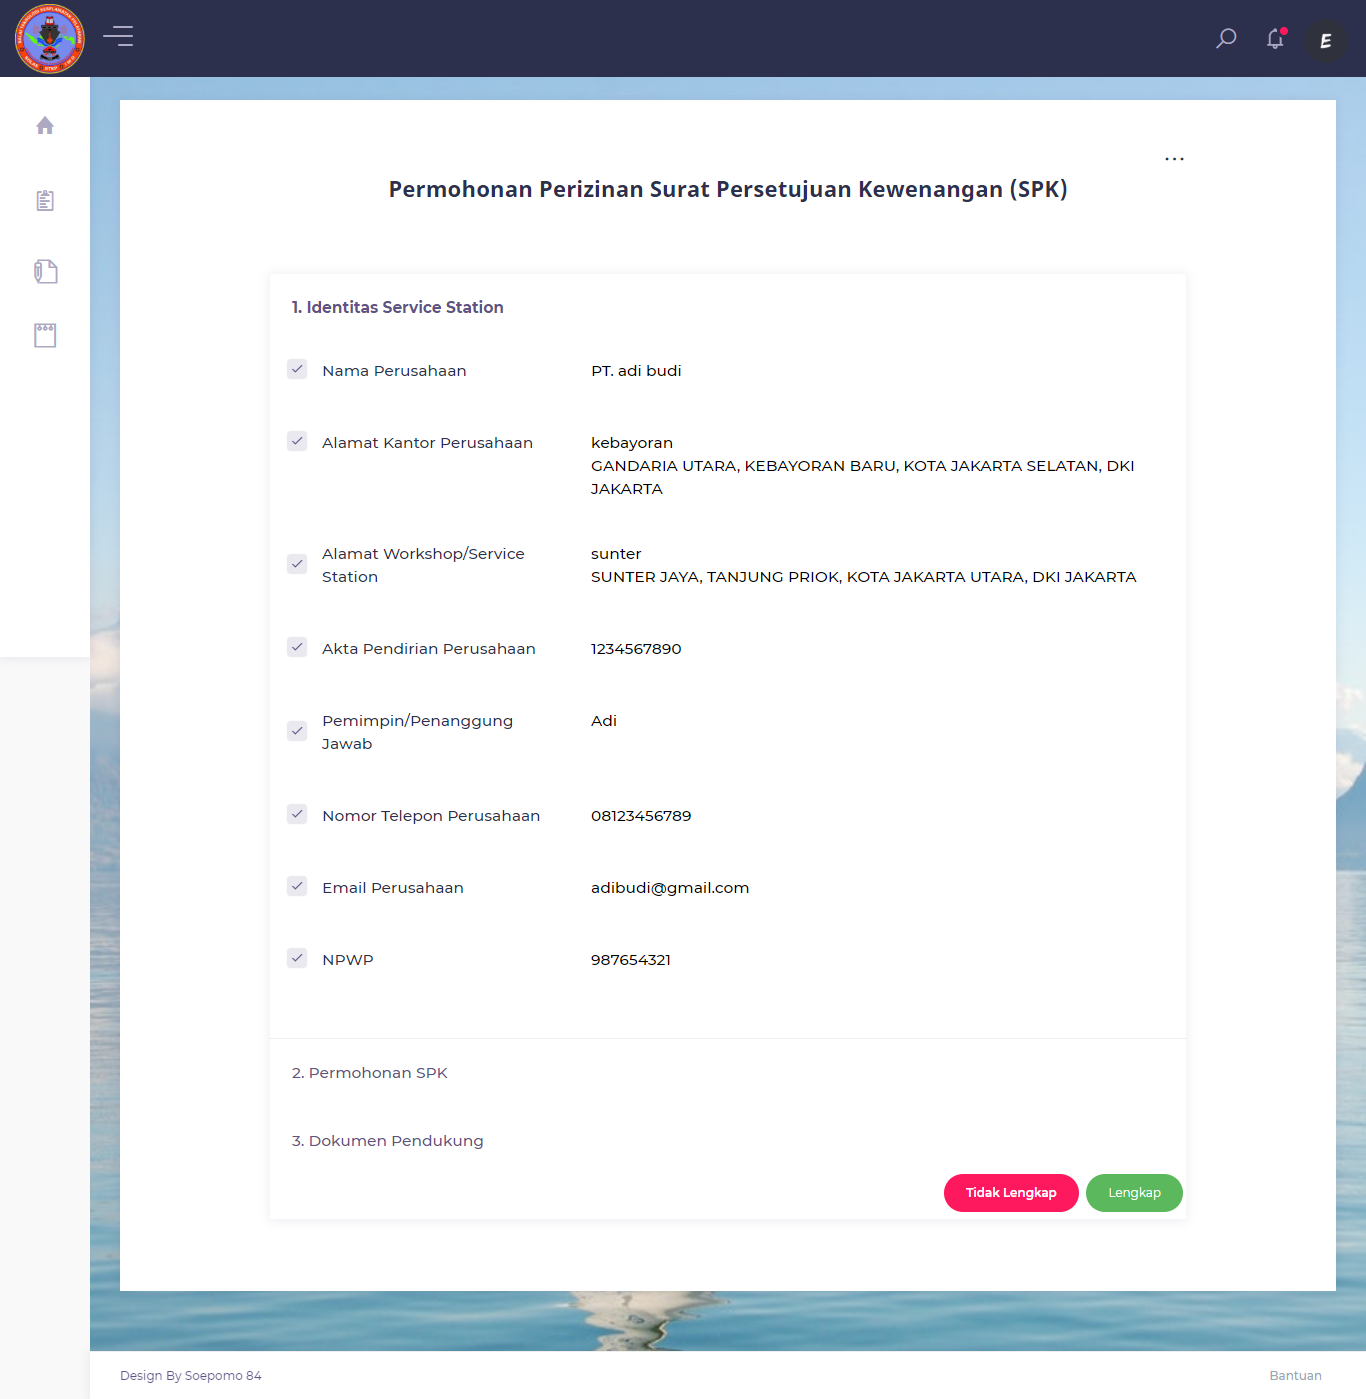 E
...
Permohonan Perizinan Surat Persetujuan Kewenangan (SPK)
1. Identitas Service Station
Nama Perusahaan
PT. adi budi
Alamat Kantor Perusahaan
kebayoran
GANDARIA UTARA, KEBAYORAN BARU, KOTA JAKARTA SELATAN, DKI
JAKARTA
Alamat Workshop/Service
Station
sunter
SUNTER JAYA, TANJUNG PRIOK, KOTA JAKARTA UTARA, DKI JAKARTA
Akta Pendirian Perusahaan
1234567890
Pemimpin/Penanggung
Jawab
Adi
Nomor Telepon Perusahaan
08123456789
Email Perusahaan
adibudi@gmail.com
NPWP
987654321
2. Permohonan SPK
3. Dokumen Pendukung
Tidak Lengkap
Lengkap
Design By Soepomo 84
Bantuan